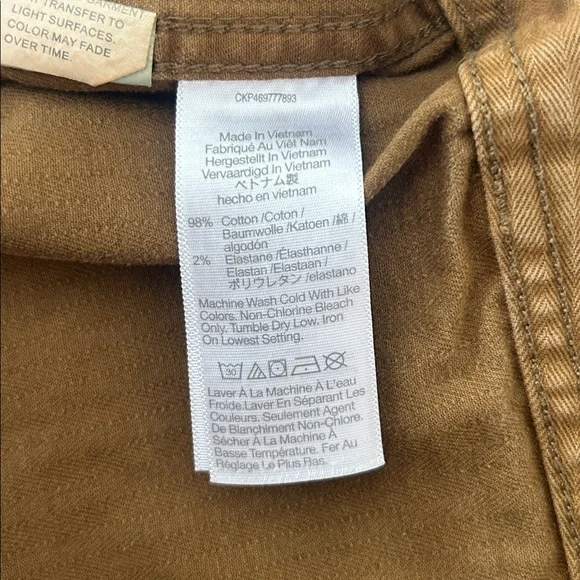 GARMENT
TRANSFER TO
LIGHT SURFACES.
COLOR MAY FADE
OVER TIME.
CKP469777893
Made In Vietnam
Fabriqué Au Viêt Nam
Hergestellt In Vietnam
Vervaardigd In Vietnam
ベトナム製
hecho en vietnam
98% Cotton /Coton /
Baumwolle /Katoen /綿 /
algodón
2% Elastane /Élasthanne /
Elastan /Elastaan /
ポリウレタン /elastano
Machine Wash Cold With Like
Colors. Non-Chlorine Bleach
Only. Tumble Dry Low. Iron
On Lowest Setting.
30
Laver À La Machine À L'eau
Froide.Laver En Séparant Les
Couleurs. Seulement Agent
De Blanchiment Non-Chlore.
Sécher À La Machine À
Basse Température. Fer Au
Réglage Le Plus Bas.